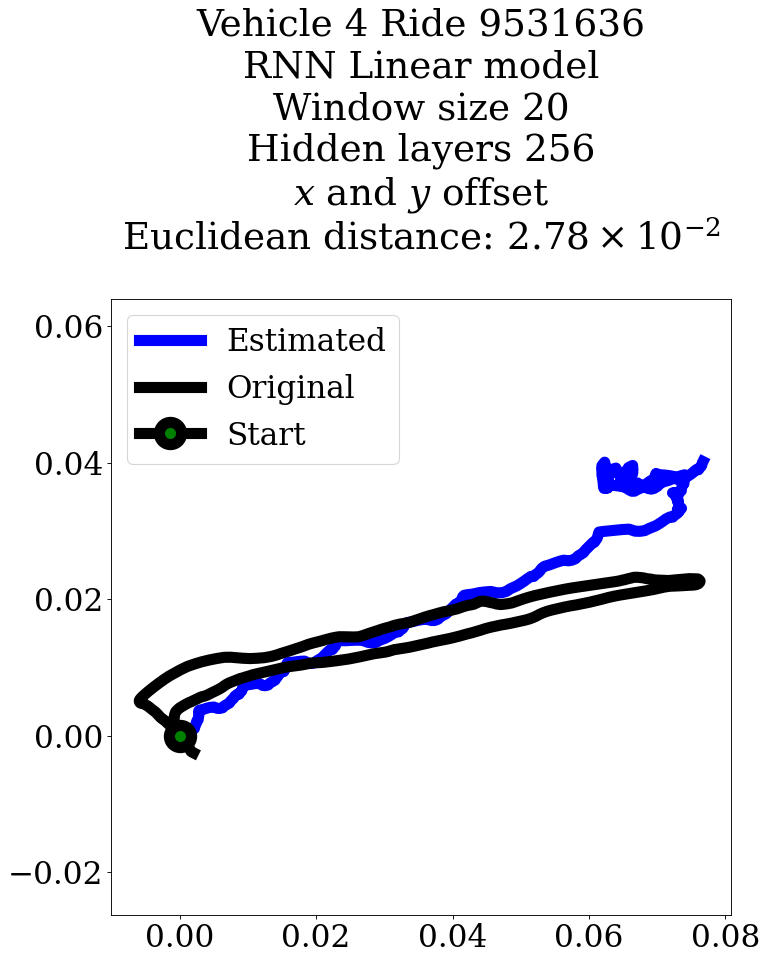 Vehicle 4 Ride 9531636
RNN Linear model
Window size 20
Hidden layers 256
x and y offset
Euclidean distance: 2.78 × 10⁻²
Estimated
Original
Start
0.06
0.04
0.02
0.00
−0.02
0.00 0.02 0.04 0.06 0.08